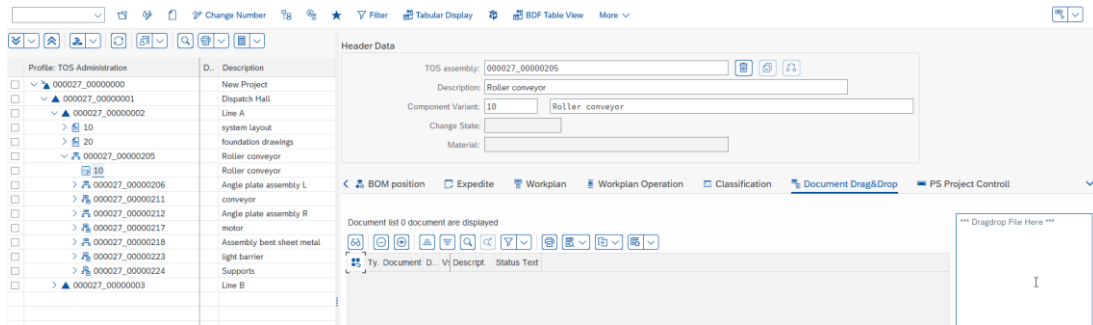 Change Number Filter Tabular Display BDF Table View More
Profile: TOS Administration D.. Description
000027_00000000 New Project
000027_00000001 Dispatch Hall
000027_00000002 Line A
10 system layout
20 foundation drawings
000027_00000205 Roller conveyor
10 Roller conveyor
000027_00000206 Angle plate assembly L
000027_00000211 conveyor
000027_00000212 Angle plate assembly R
000027_00000217 motor
000027_00000218 Assembly bent sheet metal
000027_00000223 light barrier
000027_00000224 Supports
000027_00000003 Line B
Header Data
TOS assembly: 000027_00000205
Description: Roller conveyor
Component Variant: 10 Roller conveyor
Change State:
Material:
BOM position Expedite Workplan Workplan Operation Classification Document Drag&Drop PS Project Controll
Document list 0 document are displayed
*** Dragdrop File Here ***
Ty. Document D.. Descript. Status Text